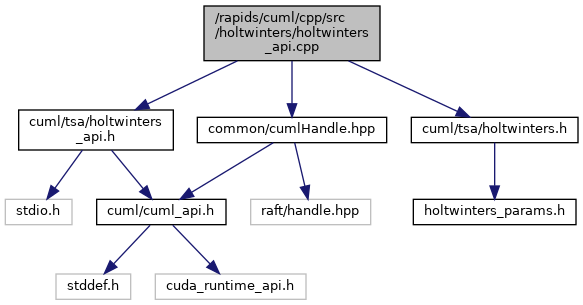 /rapids/cuml/cpp/src
/holtwinters/holtwinters
_api.cpp
cuml/tsa/holtwinters
_api.h
common/cumlHandle.hpp
cuml/tsa/holtwinters.h
stdio.h
cuml/cuml_api.h
raft/handle.hpp
holtwinters_params.h
stddef.h
cuda_runtime_api.h